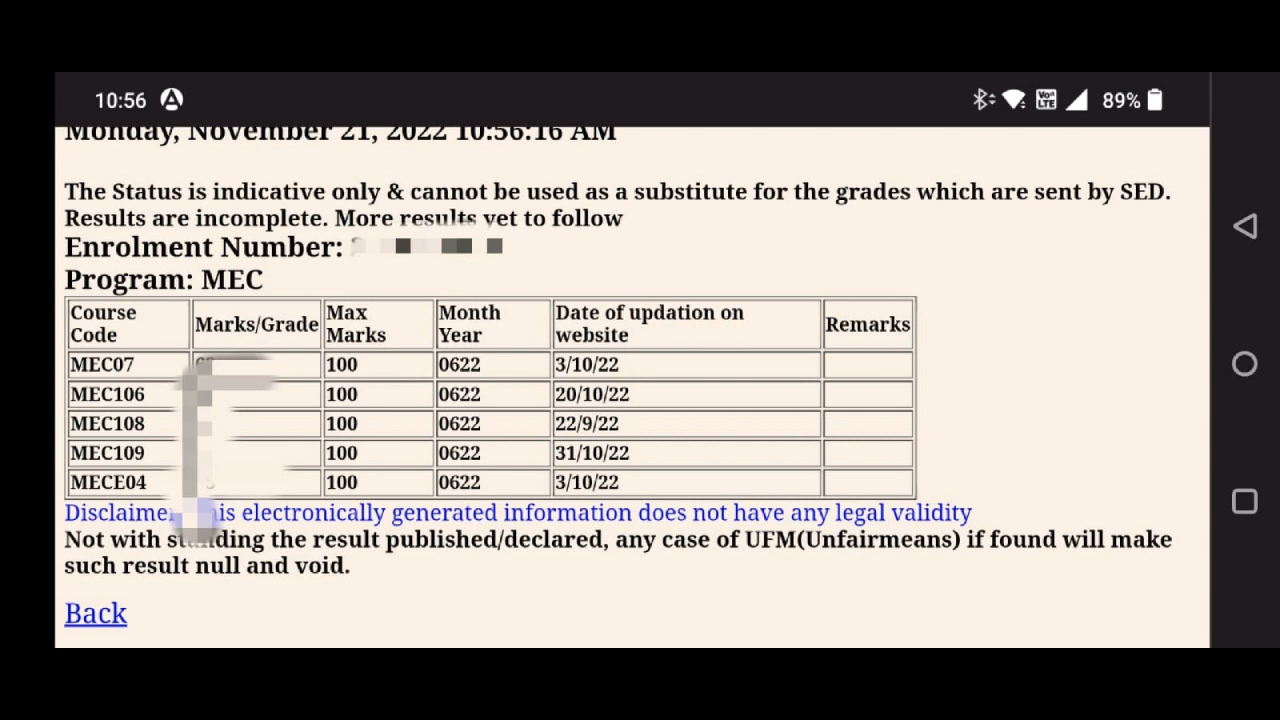 10:56 89%
Monday, November 21, 2022 10:56:16 AM
The Status is indicative only & cannot be used as a substitute for the grades which are sent by SED.
Results are incomplete. More results yet to follow
Enrolment Number:
Program: MEC
Course Code Marks/Grade Max Marks Month Year Date of updation on website Remarks
MEC07 100 0622 3/10/22
MEC106 100 0622 20/10/22
MEC108 100 0622 22/9/22
MEC109 100 0622 31/10/22
MECE04 100 0622 3/10/22
Disclaimer This electronically generated information does not have any legal validity
Not with standing the result published/declared, any case of UFM(Unfairmeans) if found will make
such result null and void.
Back